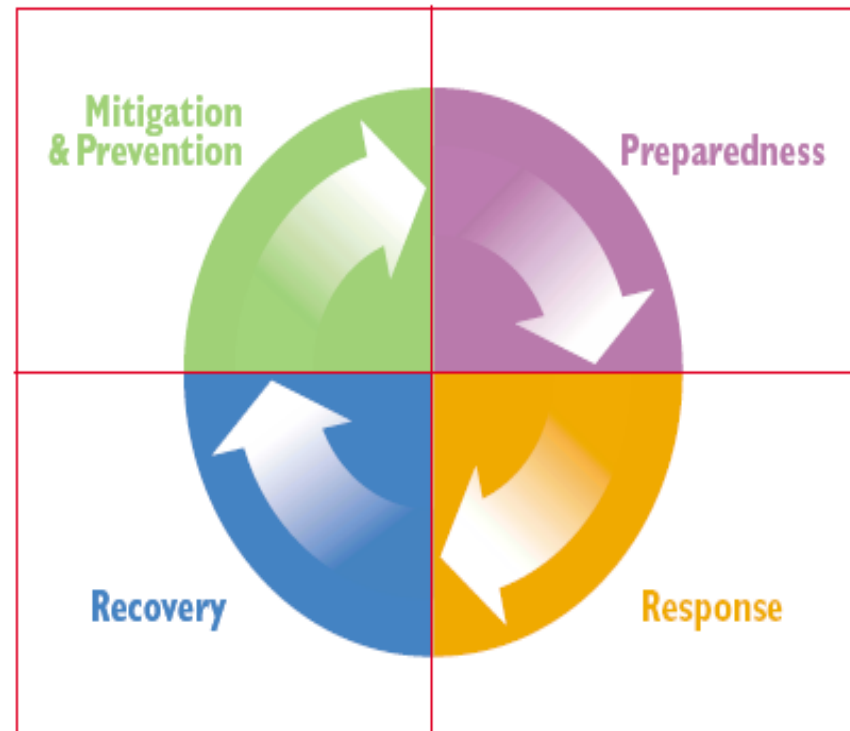 Mitigation
& Prevention
Preparedness
Recovery
Response